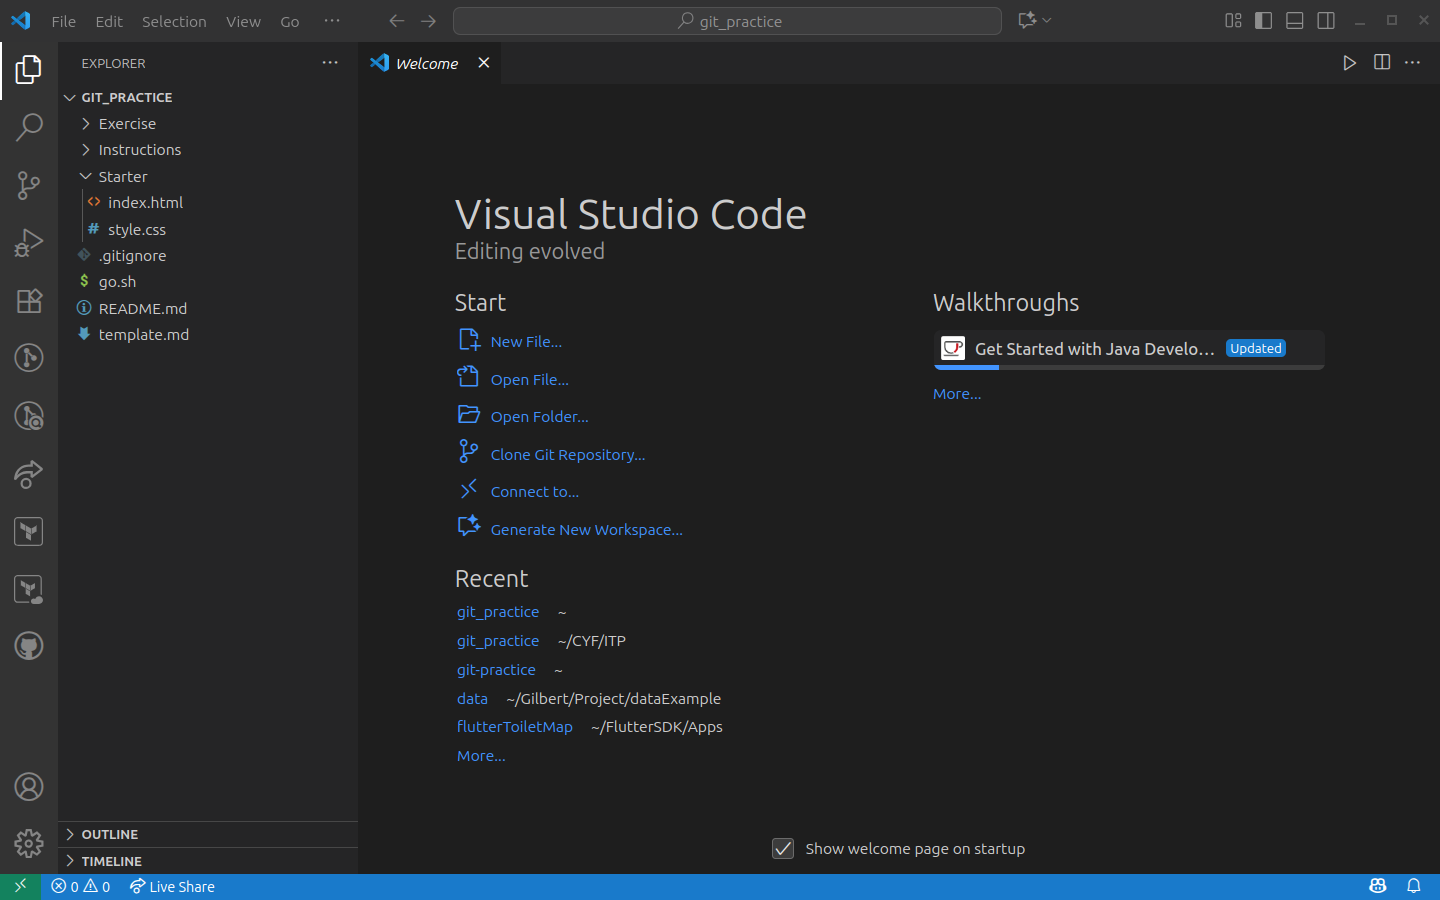 File Edit Selection View Go
git_practice
EXPLORER
Welcome
GIT_PRACTICE
Exercise
Instructions
Starter
index.html
style.css
.gitignore
go.sh
README.md
template.md
OUTLINE
TIMELINE
Visual Studio Code
Editing evolved
Start
New File...
Open File...
Open Folder...
Clone Git Repository...
Connect to...
Generate New Workspace...
Recent
git_practice ~
git_practice ~/CYF/ITP
git-practice ~
data ~/Gilbert/Project/dataExample
flutterToiletMap ~/FlutterSDK/Apps
More...
Walkthroughs
Get Started with Java Develo... Updated
More...
Show welcome page on startup
0 0 Live Share